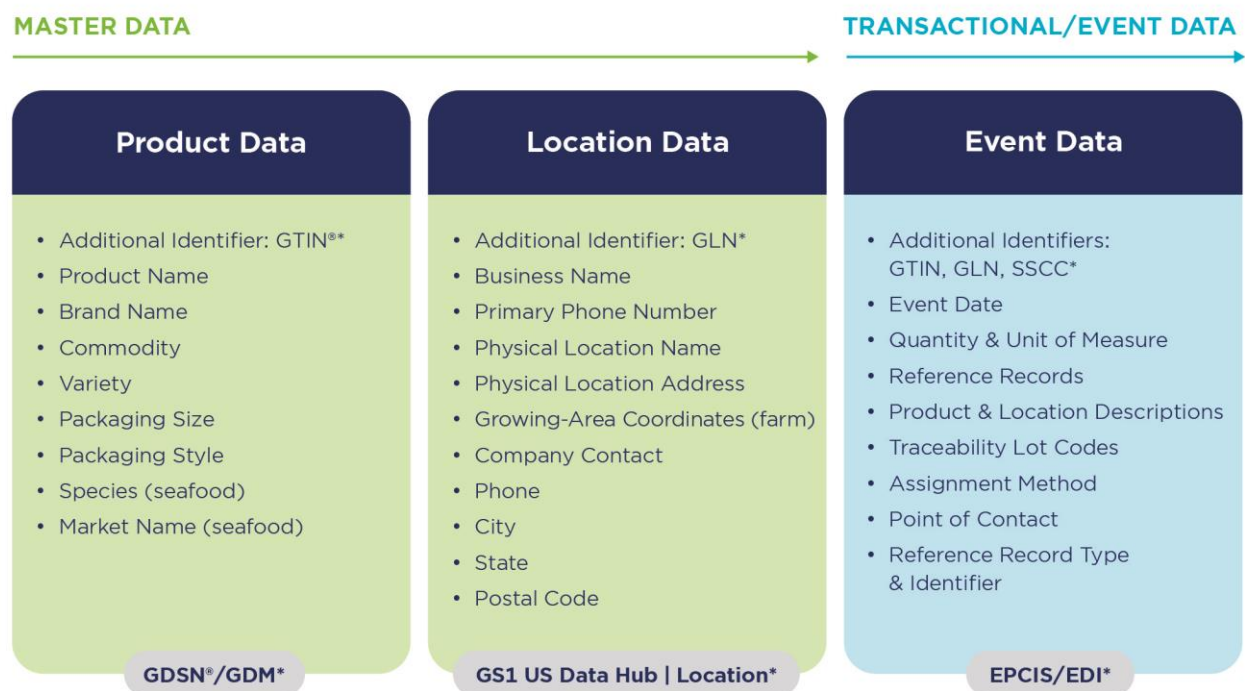 MASTER DATA
TRANSACTIONAL/EVENT DATA
Product Data
• Additional Identifier: GTIN®*
• Product Name
• Brand Name
• Commodity
• Variety
• Packaging Size
• Packaging Style
• Species (seafood)
• Market Name (seafood)
GDSN®/GDM*
Location Data
• Additional Identifier: GLN*
• Business Name
• Primary Phone Number
• Physical Location Name
• Physical Location Address
• Growing-Area Coordinates (farm)
• Company Contact
• Phone
• City
• State
• Postal Code
GS1 US Data Hub | Location*
Event Data
• Additional Identifiers:
GTIN, GLN, SSCC*
• Event Date
• Quantity & Unit of Measure
• Reference Records
• Product & Location Descriptions
• Traceability Lot Codes
• Assignment Method
• Point of Contact
• Reference Record Type
& Identifier
EPCIS/EDI*